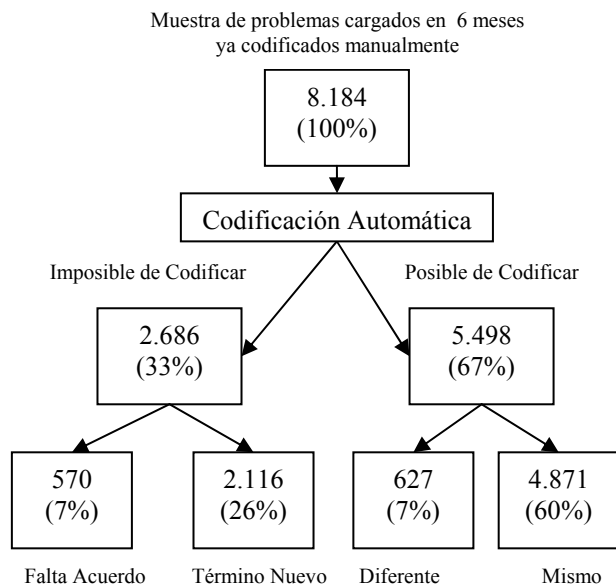 Muestra de problemas cargados en 6 meses
ya codificados manualmente
8.184
(100%)
Codificación Automática
Imposible de Codificar
Posible de Codificar
2.686
(33%)
5.498
(67%)
570
(7%)
2.116
(26%)
627
(7%)
4.871
(60%)
Falta Acuerdo
Término Nuevo
Diferente
Mismo